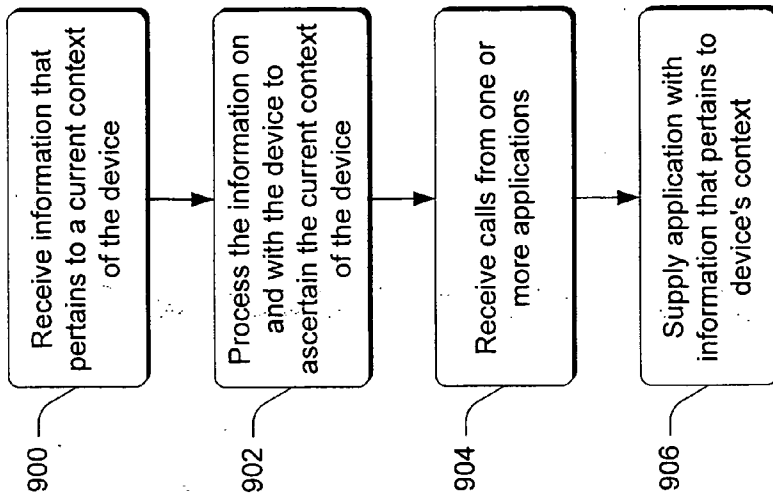 900
Receive information that
pertains to a current context
of the device
902
Process the information on
and with the device to
ascertain the current context
of the device
904
Receive calls from one or
more applications
906
Supply application with
information that pertains to
device's context